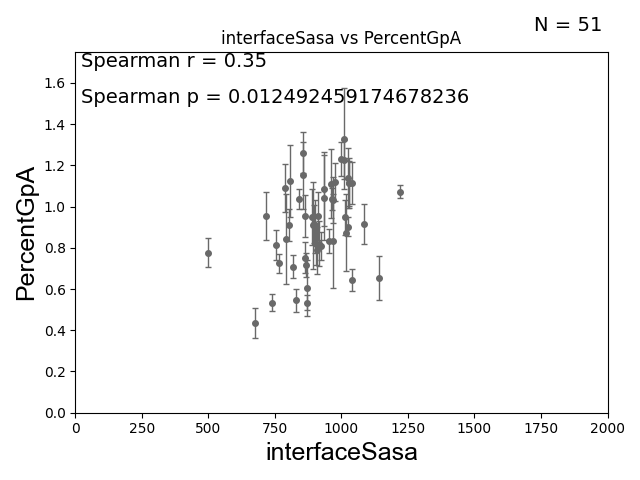 N = 51
interfaceSasa vs PercentGpA
Spearman r = 0.35
Spearman p = 0.012492459174678236
PercentGpA
1.6
1.4
1.2
1.0
0.8
0.6
0.4
0.2
0.0
0 250 500 750 1000 1250 1500 1750 2000
interfaceSasa